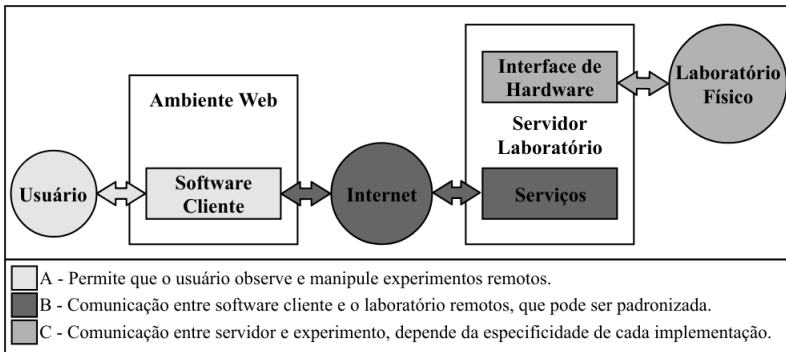 Ambiente Web
Interface de
Hardware
Laboratório
Físico
Servidor
Laboratório
Usuário
Software
Cliente
Internet
Serviços
A - Permite que o usuário observe e manipule experimentos remotos.
B - Comunicação entre software cliente e o laboratório remotos, que pode ser padronizada.
C - Comunicação entre servidor e experimento, depende da especificidade de cada implementação.